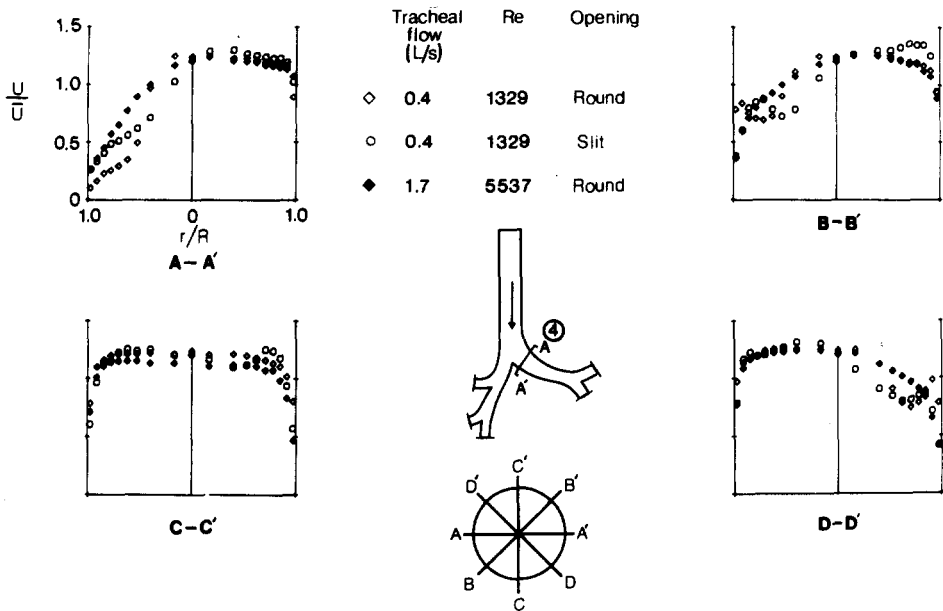 Tracheal flow (L/s) Re Opening
◇ 0.4 1329 Round
○ 0.4 1329 Slit
◆ 1.7 5537 Round
1.5
1.0
0.5
0
U
Ū
1.0 0 1.0
r/R
A–A′
B–B′
4
A
A′
C–C′
D–D′
C′
D′ B′
A A′
B D
C